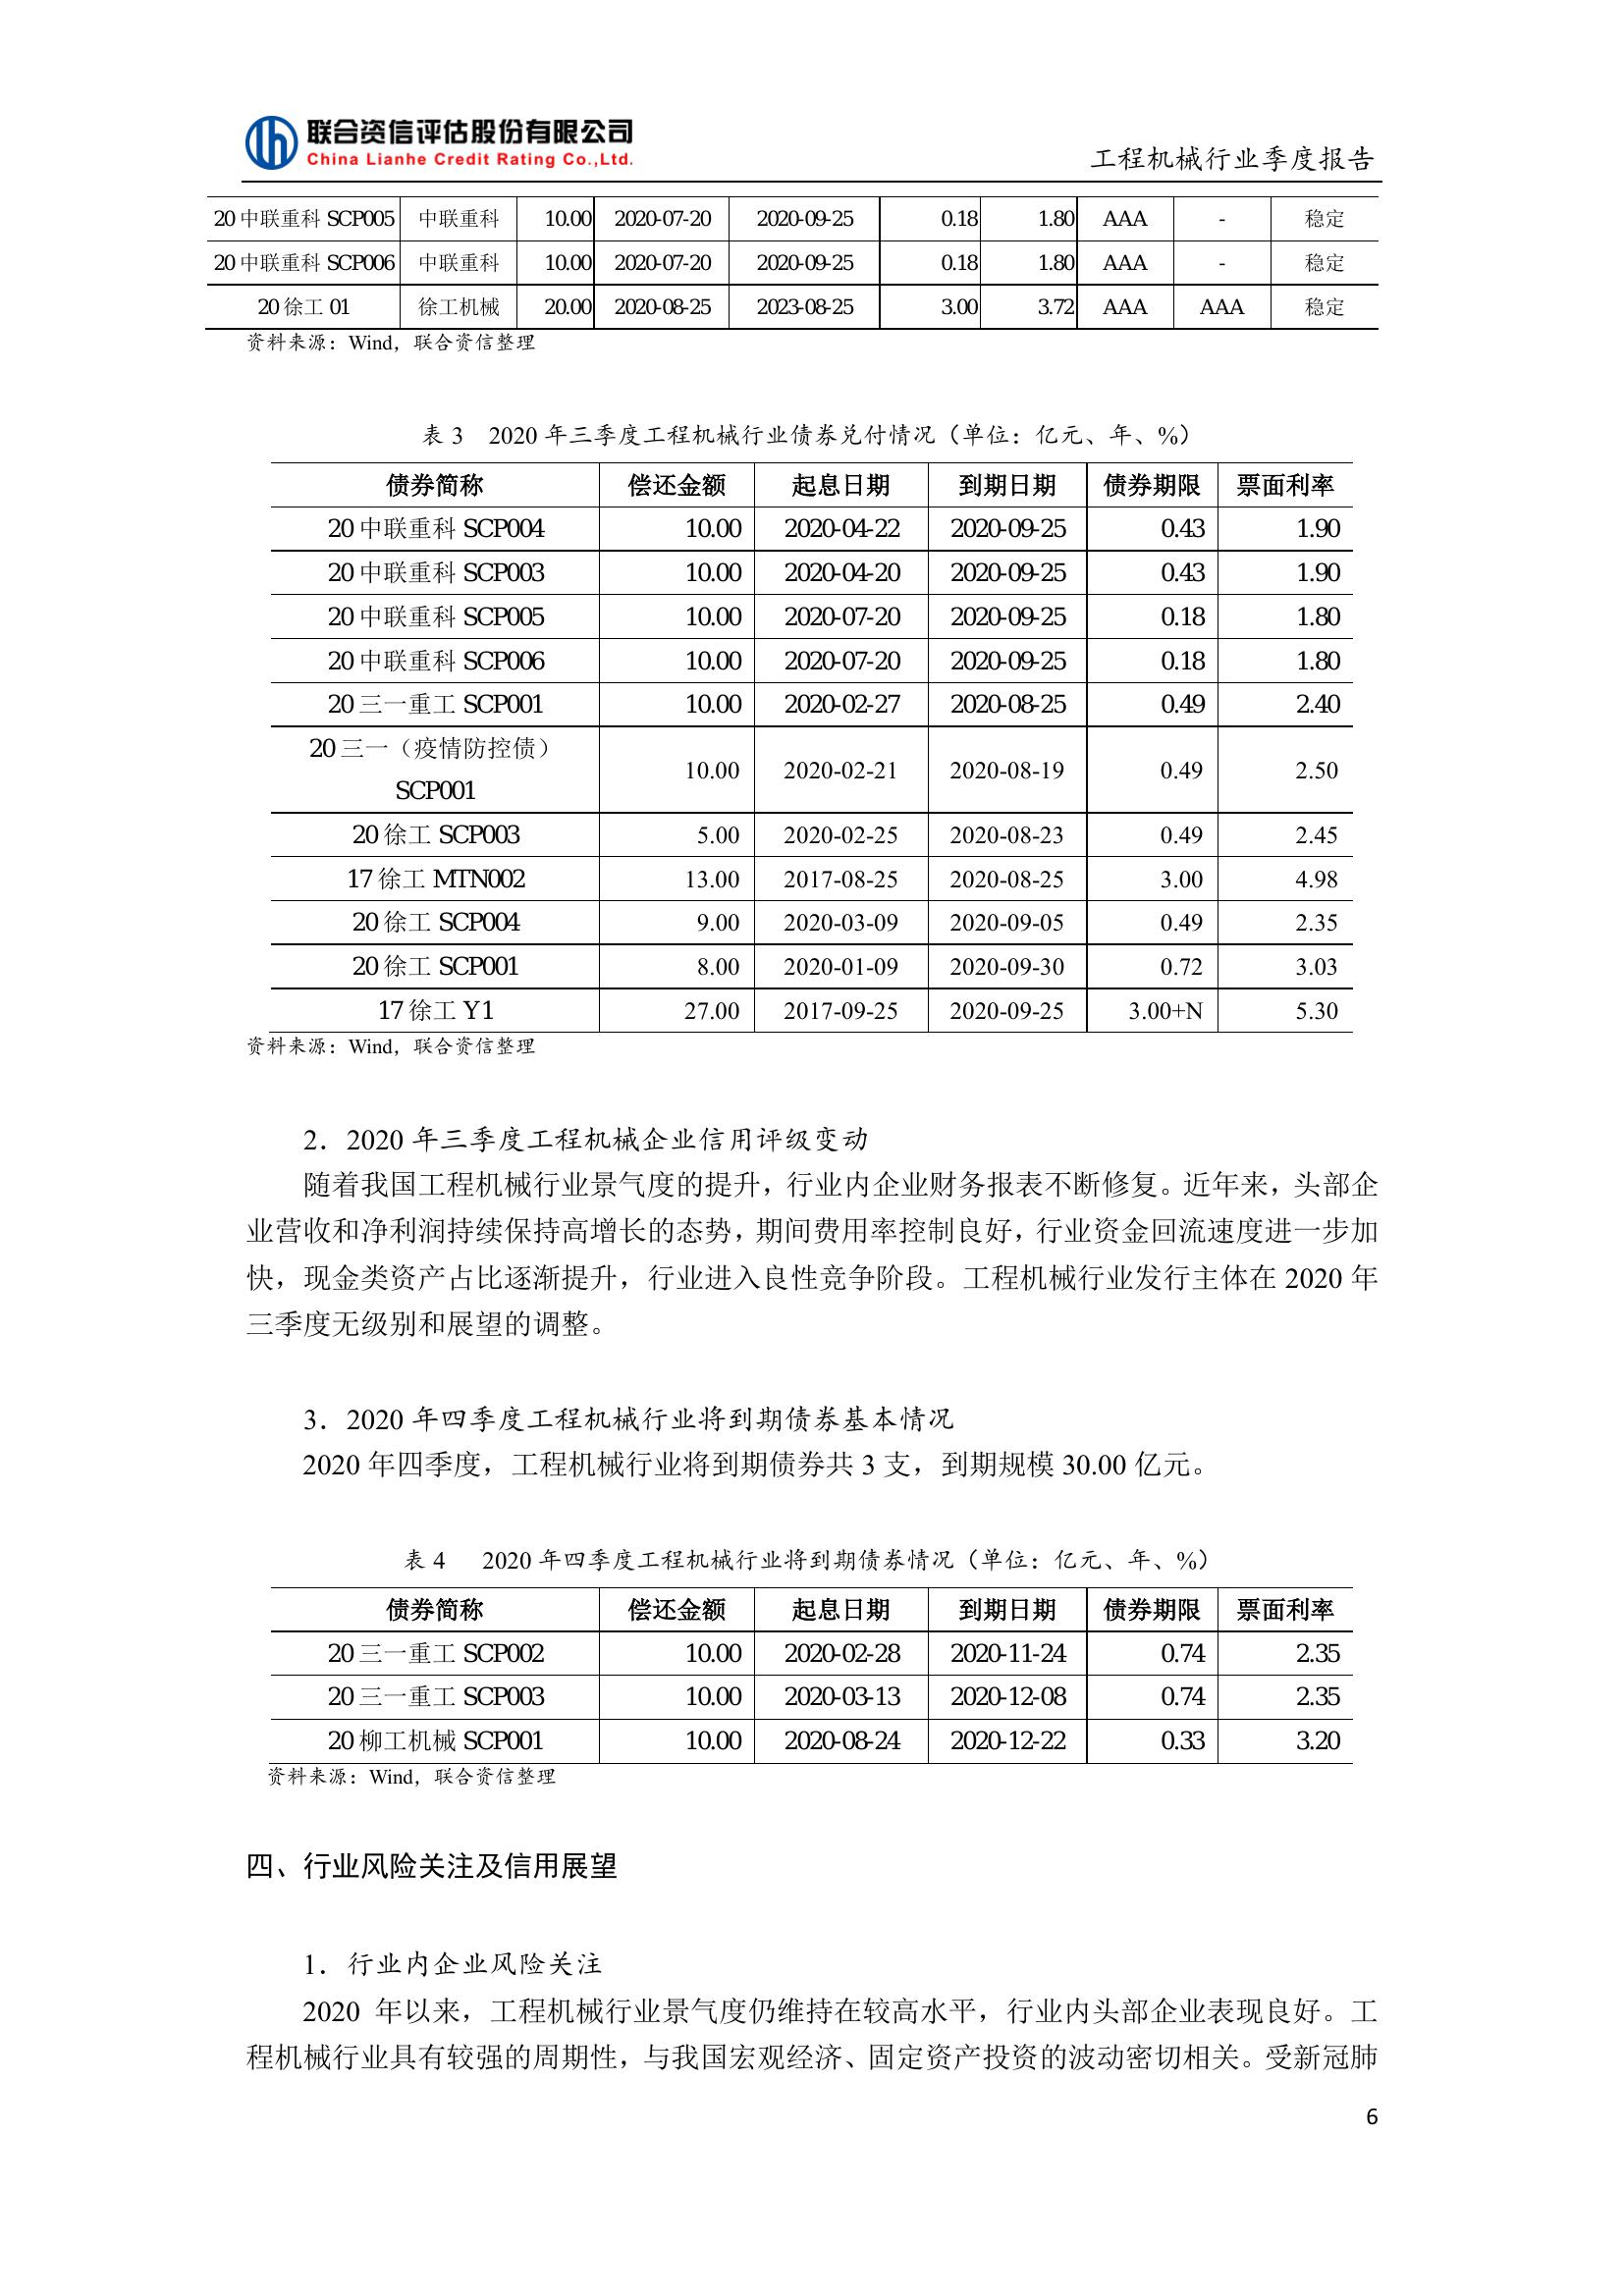 联合资信评估股份有限公司
China Lianhe Credit Rating Co.,Ltd.
工程机械行业季度报告
20中联重科 SCP005 中联重科 10.00 2020-07-20 2020-09-25 0.18 1.80 AAA - 稳定
20中联重科 SCP006 中联重科 10.00 2020-07-20 2020-09-25 0.18 1.80 AAA - 稳定
20徐工 01 徐工机械 20.00 2020-08-25 2023-08-25 3.00 3.72 AAA AAA 稳定
资料来源：Wind，联合资信整理
表 3 2020 年三季度工程机械行业债券兑付情况（单位：亿元、年、%）
债券简称 偿还金额 起息日期 到期日期 债券期限 票面利率
20中联重科 SCP004 10.00 2020-04-22 2020-09-25 0.43 1.90
20中联重科 SCP003 10.00 2020-04-20 2020-09-25 0.43 1.90
20中联重科 SCP005 10.00 2020-07-20 2020-09-25 0.18 1.80
20中联重科 SCP006 10.00 2020-07-20 2020-09-25 0.18 1.80
20三一重工 SCP001 10.00 2020-02-27 2020-08-25 0.49 2.40
20三一（疫情防控债）
SCP001 10.00 2020-02-21 2020-08-19 0.49 2.50
20徐工 SCP003 5.00 2020-02-25 2020-08-23 0.49 2.45
17徐工 MTN002 13.00 2017-08-25 2020-08-25 3.00 4.98
20徐工 SCP004 9.00 2020-03-09 2020-09-05 0.49 2.35
20徐工 SCP001 8.00 2020-01-09 2020-09-30 0.72 3.03
17徐工 Y1 27.00 2017-09-25 2020-09-25 3.00+N 5.30
资料来源：Wind，联合资信整理
2．2020 年三季度工程机械企业信用评级变动
随着我国工程机械行业景气度的提升，行业内企业财务报表不断修复。近年来，头部企
业营收和净利润持续保持高增长的态势，期间费用率控制良好，行业资金回流速度进一步加
快，现金类资产占比逐渐提升，行业进入良性竞争阶段。工程机械行业发行主体在 2020 年
三季度无级别和展望的调整。
3．2020 年四季度工程机械行业将到期债券基本情况
2020 年四季度，工程机械行业将到期债券共 3 支，到期规模 30.00 亿元。
表 4 2020 年四季度工程机械行业将到期债券情况（单位：亿元、年、%）
债券简称 偿还金额 起息日期 到期日期 债券期限 票面利率
20三一重工 SCP002 10.00 2020-02-28 2020-11-24 0.74 2.35
20三一重工 SCP003 10.00 2020-03-13 2020-12-08 0.74 2.35
20柳工机械 SCP001 10.00 2020-08-24 2020-12-22 0.33 3.20
资料来源：Wind，联合资信整理
四、行业风险关注及信用展望
1．行业内企业风险关注
2020 年以来，工程机械行业景气度仍维持在较高水平，行业内头部企业表现良好。工
程机械行业具有较强的周期性，与我国宏观经济、固定资产投资的波动密切相关。受新冠肺
6